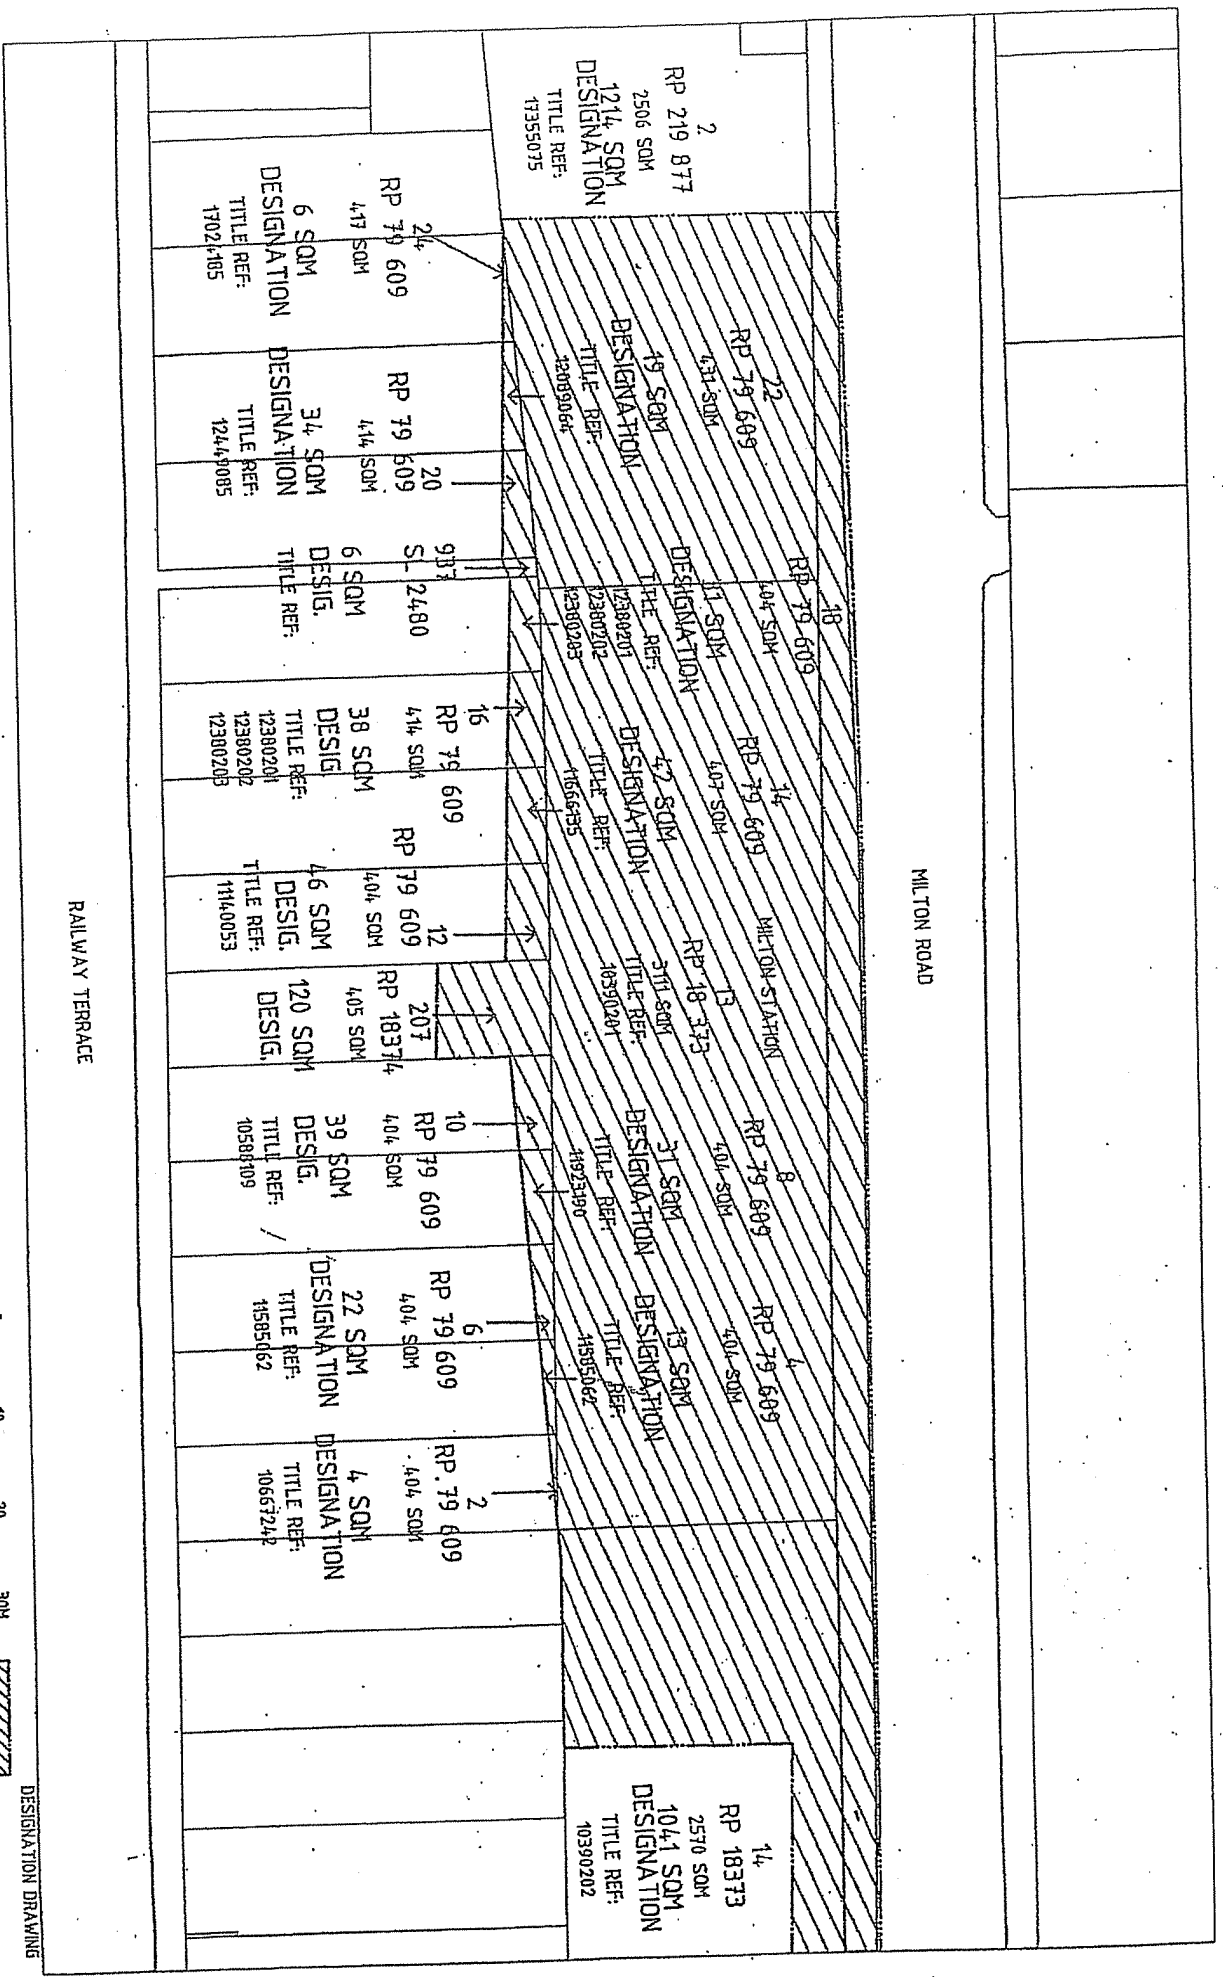 MILTON ROAD
2
RP 219 877
2506 SQM
1214 SQM
DESIGNATION
TITLE REF:
17355075
22
RP 79 609
431 SQM
19 SQM
DESIGNATION
TITLE REF:
12089064
18
RP 79 609
404 SQM
11 SQM
DESIGNATION
TITLE REF:
12380201
12380202
12380203
14
RP 79 609
407 SQM
42 SQM
DESIGNATION
TITLE REF:
11666135
MILTON STATION
13
RP 18 373
3111 SQM
TITLE REF:
10390201
8
RP 79 609
404 SQM
31 SQM
DESIGNATION
TITLE REF:
11923190
4
RP 79 609
404 SQM
13 SQM
DESIGNATION
TITLE REF:
11585062
14
RP 18373
2570 SQM
1041 SQM
DESIGNATION
TITLE REF:
10390202
24
RP 79 609
417 SQM
6 SQM
DESIGNATION
TITLE REF:
17024185
20
RP 79 609
414 SQM
34 SQM
DESIGNATION
TITLE REF:
12449085
937
SL 2480
6 SQM
DESIG.
TITLE REF:
16
RP 79 609
414 SQM
38 SQM
DESIG.
TITLE REF:
12380201
12380202
12380203
12
RP 79 609
404 SQM
46 SQM
DESIG.
TITLE REF:
11140053
207
RP 18374
405 SQM
120 SQM
DESIG.
10
RP 79 609
404 SQM
39 SQM
DESIG.
TITLE REF:
10588109
6
RP 79 609
404 SQM
22 SQM
DESIGNATION
TITLE REF:
11585062
2
RP. 79 609
404 SQM
4 SQM
DESIGNATION
TITLE REF:
10667242
RAILWAY TERRACE
DESIGNATION DRAWING